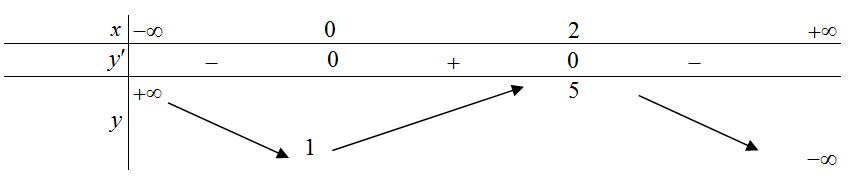 x −∞ 0 2 +∞
y′ − 0 + 0 −
+∞ 5
y
1
−∞